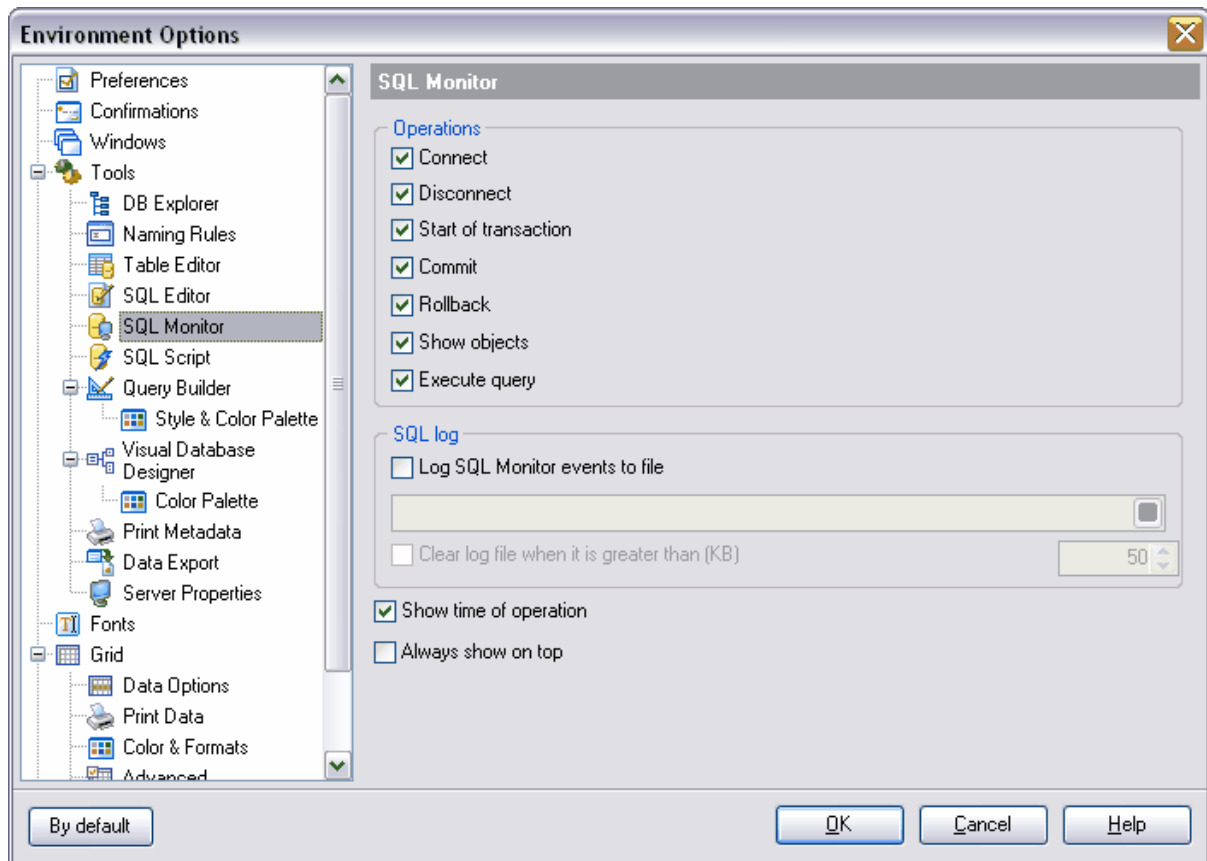 Environment Options
Preferences
Confirmations
Windows
Tools
DB Explorer
Naming Rules
Table Editor
SQL Editor
SQL Monitor
SQL Script
Query Builder
Style & Color Palette
Visual Database
Designer
Color Palette
Print Metadata
Data Export
Server Properties
Fonts
Grid
Data Options
Print Data
Color & Formats
Advanced
SQL Monitor
Operations
Connect
Disconnect
Start of transaction
Commit
Rollback
Show objects
Execute query
SQL log
Log SQL Monitor events to file
Clear log file when it is greater than (KB)
50
Show time of operation
Always show on top
By default
OK
Cancel
Help